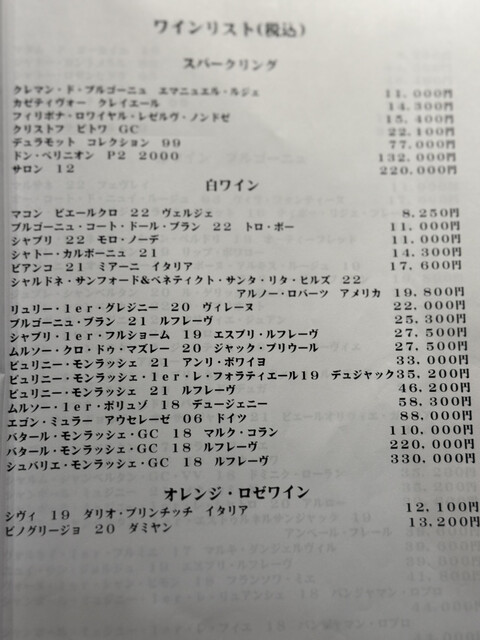 ワインリスト(税込)
スパークリング
クレマン・ド・ブルゴーニュ エマニュエル・ルジェ 11,000円
カゼティヴォー クレイエール 14,300円
フィリポナ・ロワイヤル・レゼルヴ・ノンドゼ 15,400円
クリストフ ピトワ GC 22,100円
デュラモット コレクション 99 77,000円
ドン・ペリニオン P2 2000 132,000円
サロン 12 220,000円
白ワイン
マコン ピエールクロ 22 ヴェルジェ 8,250円
ブルゴーニュ・コート・ドール・ブラン 22 トロ・ボー 11,000円
シャブリ 22 モロ・ノーデ 11,000円
シャトー・カルボーニュ 21 14,300円
ビアンコ 21 ミアーニ イタリア 17,600円
シャルドネ・サンフォード&ベネティクト・サンタ・リタ・ヒルズ 22
アルノー・ロバーツ アメリカ 19,800円
リュリー・1er・グレジニー 20 ヴィレーヌ 22,000円
ブルゴーニュ・ブラン 21 ルフレーヴ 25,300円
シャブリ・1er・フルショーム 19 エスプリ・ルフレーヴ 27,500円
ムルソー・クロ・ドゥ・マズレー 20 ジャック・プリウール 27,500円
ピュリニー・モンラッシェ 21 アンリ・ボワイヨ 33,000円
ピュリニー・モンラッシェ・1er・レ・フォラティエール19 デュジャック 35,200円
ピュリニー・モンラッシェ 21 ルフレーヴ 46,200円
ムルソー・1er・ポリュゾ 18 デュージェニー 58,300円
エゴン・ミュラー アウセレーゼ 06 ドイツ 88,000円
バタール・モンラッシェ・GC 18 マルク・コラン 110,000円
バタール・モンラッシェ・GC 18 ルフレーヴ 220,000円
シュバリエ・モンラッシェ・GC 18 ルフレーヴ 330,000円
オレンジ・ロゼワイン
シヴィ 19 ダリオ・プリンチッチ イタリア 12,100円
ピノグリージョ 20 ダミヤン 13,200円